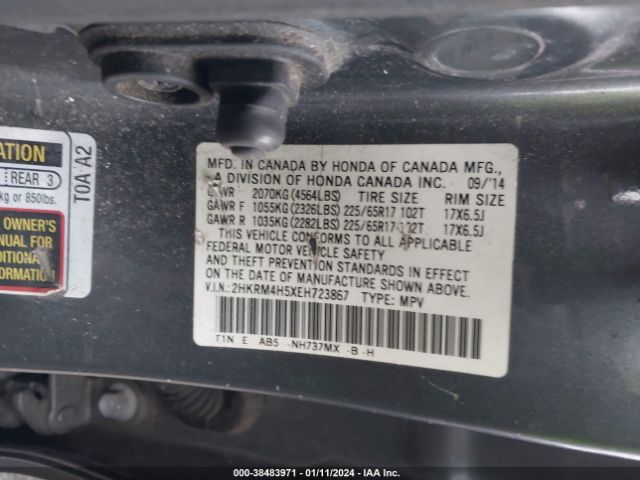 ATION
REAR 3
kg or 850lbs.
OWNER'S
NUAL FOR
DITIONAL
ORMATION
T0A A2
MFD. IN CANADA BY HONDA OF CANADA MFG.,
A DIVISION OF HONDA CANADA INC. 09/'14
GVWR 2070KG(4564LBS) TIRE SIZE RIM SIZE
GAWR F 1055KG(2326LBS) 225/65R17 102T 17X6.5J
GAWR R 1035KG(2282LBS) 225/65R17 102T 17X6.5J
THIS VEHICLE CONFORMS TO ALL APPLICABLE
FEDERAL MOTOR VEHICLE SAFETY
AND THEFT PREVENTION STANDARDS IN EFFECT
ON THE DATE OF MANUFACTURE SHOWN ABOVE.
V.I.N.: 2HKRM4H5XEH723867 TYPE: MPV
T1N E AB5 -NH737MX -B -H
000-38483971 - 01/11/2024 - IAA Inc.